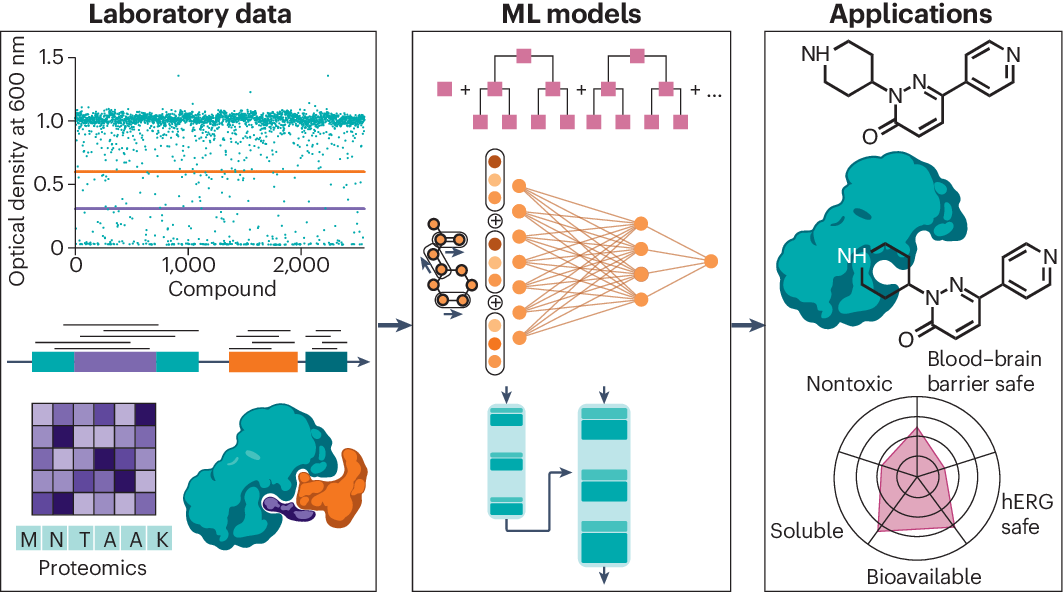 Laboratory data
Optical density at 600 nm
1.5
1.0
0.5
0
0
1,000
2,000
Compound
M N T A A K
Proteomics
ML models
+
+
+ ...
+
+
Applications
NH
N
N
N
O
NH
N
N
N
O
Blood–brain
barrier safe
Nontoxic
hERG
safe
Soluble
Bioavailable